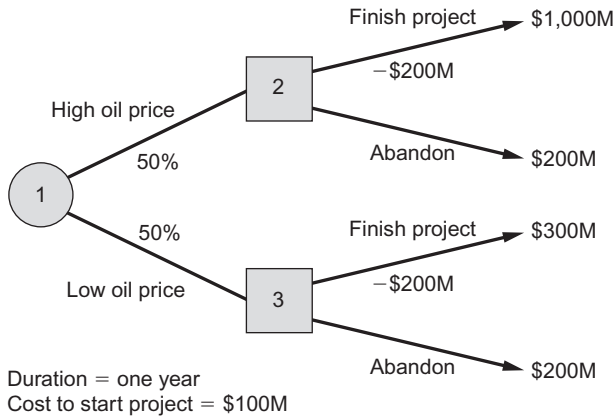 Finish project
$1,000M
−$200M
2
High oil price
50%
Abandon
$200M
1
50%
Finish project
$300M
Low oil price
−$200M
3
Abandon
$200M
Duration = one year
Cost to start project = $100M